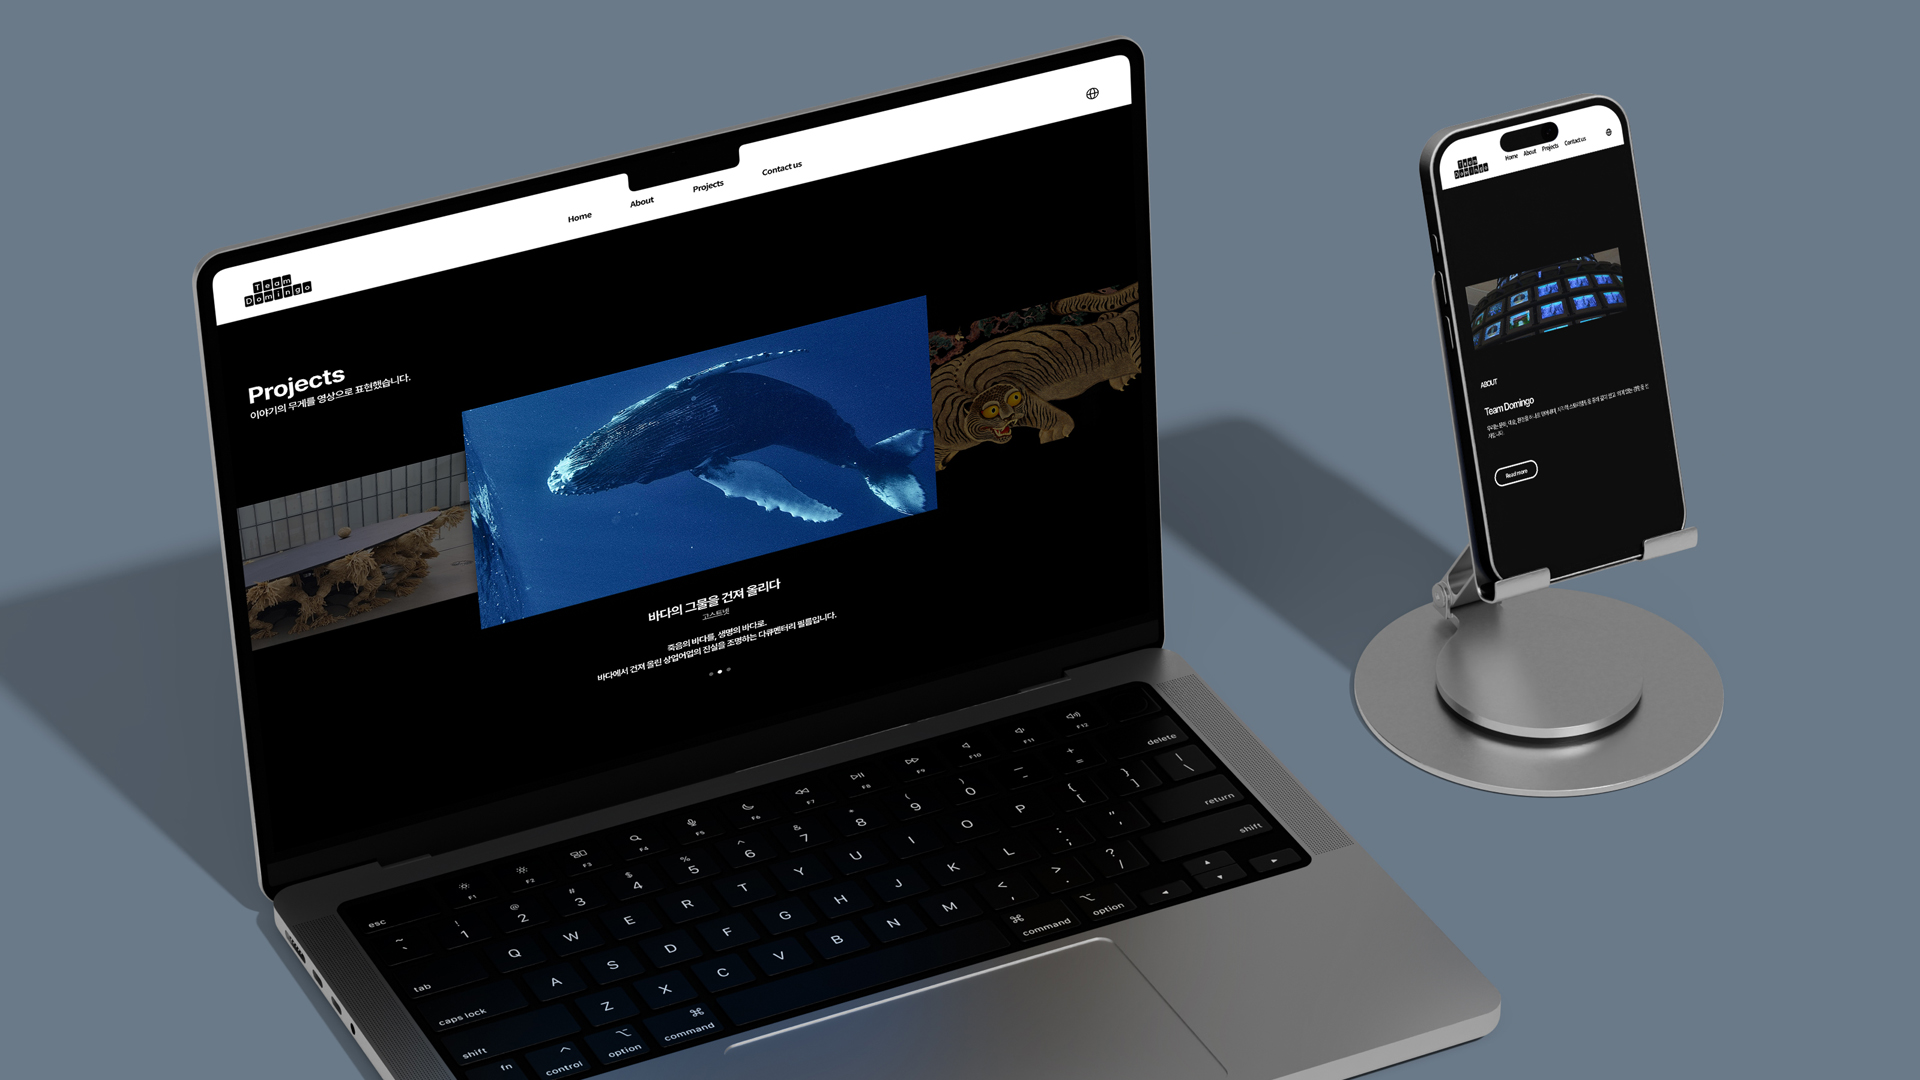 Team
Domingo
Home
About
Projects
Contact us
Projects
이야기의 무게를 영상으로 표현했습니다.
바다의 그물을 건져 올리다
고스트넷
죽음의 바다를, 생명의 바다로.
바다에서 건져 올린 상업어업의 진실을 조명하는 다큐멘터리 필름입니다.
esc
F1
F2
F3
F4
F5
F6
F7
F8
F9
F10
F11
F12
~ `
! 1
@ 2
# 3
$ 4
% 5
^ 6
& 7
* 8
( 9
) 0
— -
+ =
delete
tab
Q W E R T Y U I O P { [ } ] | \
caps lock
A S D F G H J K L : ; " ' return
shift
Z X C V B N M < , > . ? / shift
fn
control
option
command
command
option
Team
Domingo
Home
About
Projects
Contact us
ABOUT
Team Domingo
Read more